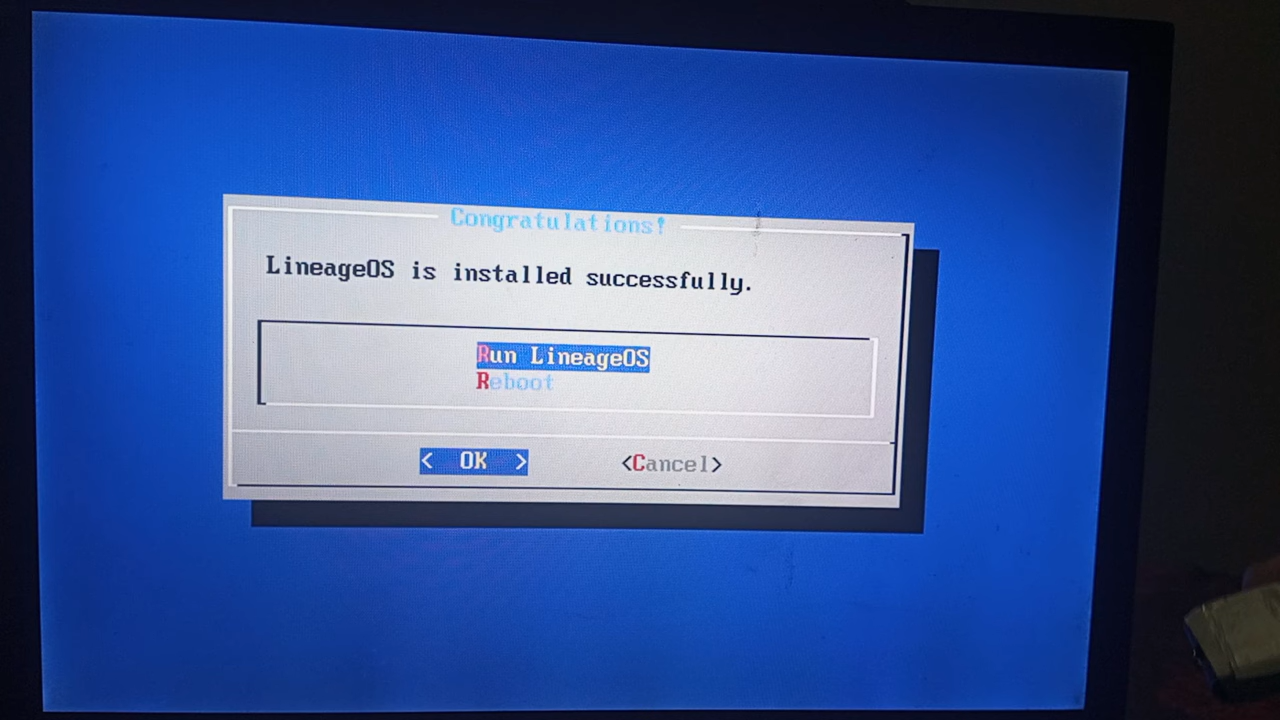 Congratulations!
LineageOS is installed successfully.
Run LineageOS
Reboot
< OK > <Cancel>